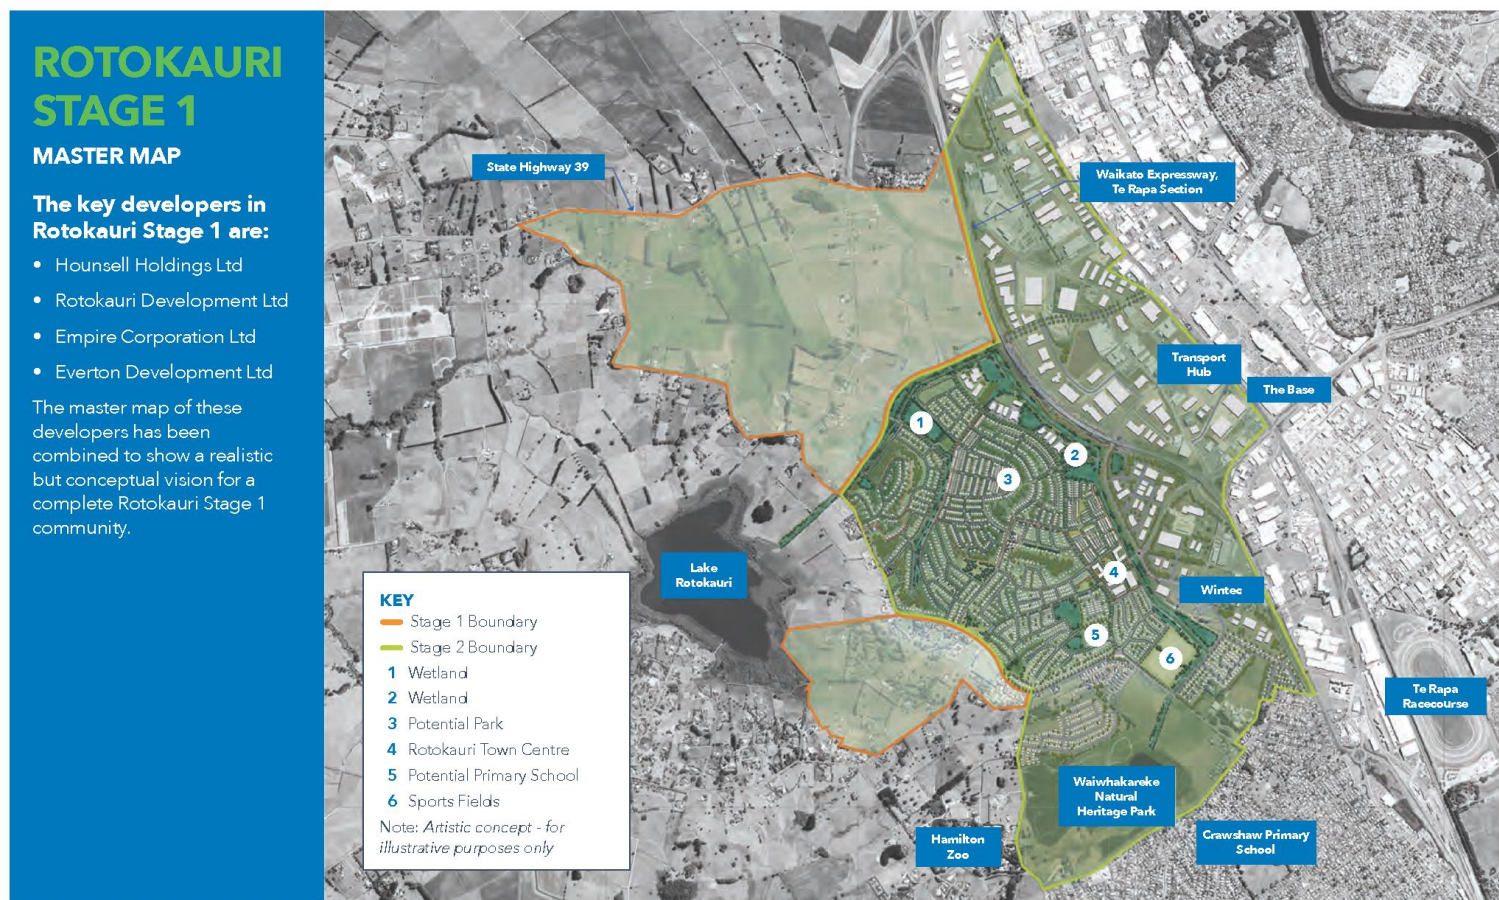 ROTOKAURI
STAGE 1
MASTER MAP
The key developers in
Rotokauri Stage 1 are:
• Hounsell Holdings Ltd
• Rotokauri Development Ltd
• Empire Corporation Ltd
• Everton Development Ltd
The master map of these
developers has been
combined to show a realistic
but conceptual vision for a
complete Rotokauri Stage 1
community.
State Highway 39
Waikato Expressway,
Te Rapa Section
Transport
Hub
The Base
1
2
3
4
5
6
Lake
Rotokauri
Wintec
Te Rapa
Racecourse
Waiwhakareke
Natural
Heritage Park
Hamilton
Zoo
Crawshaw Primary
School
KEY
Stage 1 Boundary
Stage 2 Boundary
1 Wetland
2 Wetland
3 Potential Park
4 Rotokauri Town Centre
5 Potential Primary School
6 Sports Fields
Note: Artistic concept - for
illustrative purposes only